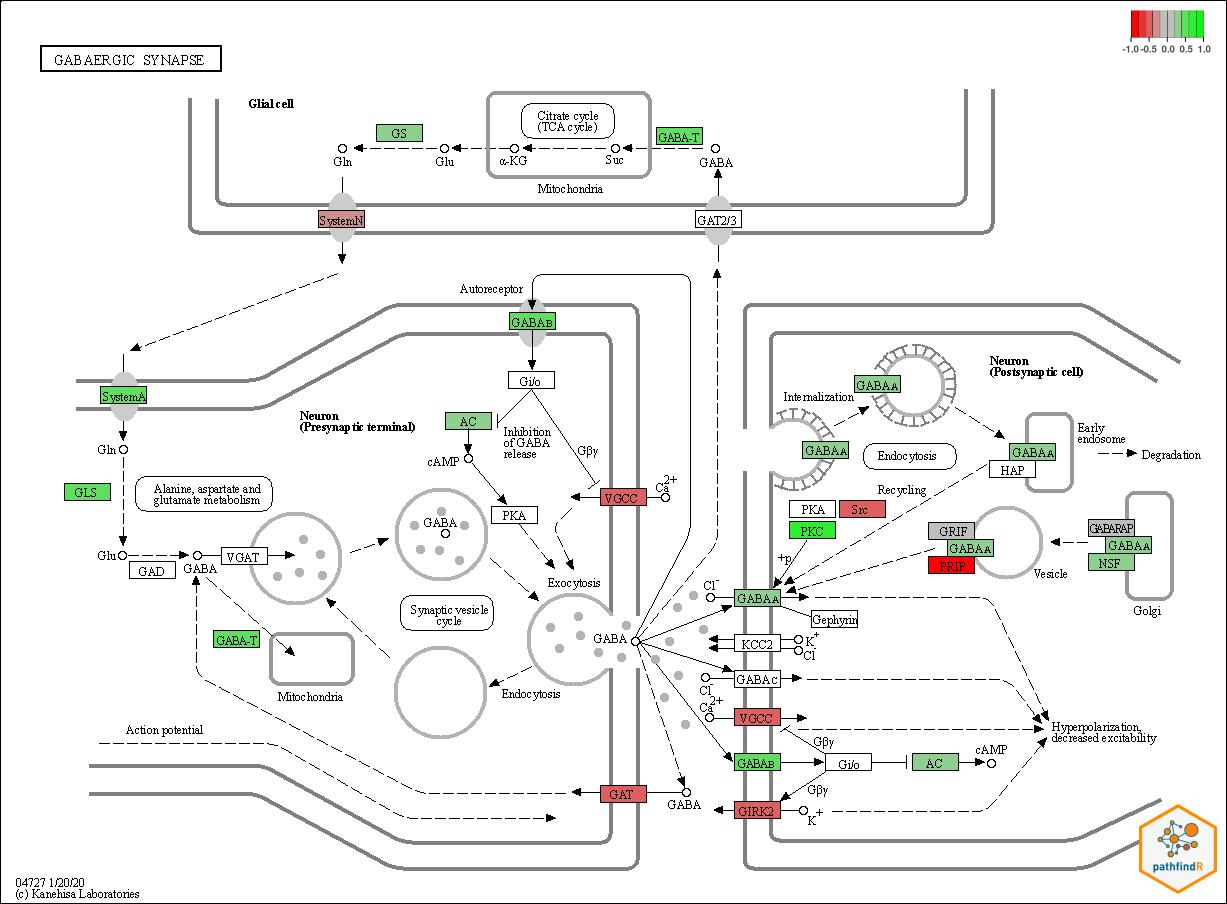 -1.0 -0.5 0.0 0.5 1.0
GABAERGIC SYNAPSE
Glial cell
Citrate cycle
(TCA cycle)
GS
GABA-T
Gln
Glu
α-KG
Suc
GABA
Mitochondria
SystemN
GAT2/3
Autoreceptor
GABAB
Gi/o
SystemA
Neuron
(Presynaptic terminal)
AC
Inhibition
of GABA
release
Gβγ
cAMP
Gln
GLS
Alanine, aspartate and
glutamate metabolism
PKA
VGCC
Ca2+
GABA
Glu
GAD
GABA
VGAT
Exocytosis
Synaptic vesicle
cycle
GABA
GABA-T
Mitochondria
Endocytosis
Action potential
GAT
GABA
Neuron
(Postsynaptic cell)
GABAA
Internalization
GABAA
Endocytosis
GABAA
HAP
Early
endosome
Degradation
Recycling
PKA
Src
PKC
+p
GRIF
GABAA
PRIP
Vesicle
GABARAP
GABAA
NSF
Golgi
Cl-
GABAA
Gephyrin
KCC2
K+
Cl-
Cl-
GABAC
Ca2+
VGCC
Gβγ
GABAB
Gi/o
AC
cAMP
Gβγ
GIRK2
K+
Hyperpolarization,
decreased excitability
pathfindR
04727 1/20/20
(c) Kanehisa Laboratories